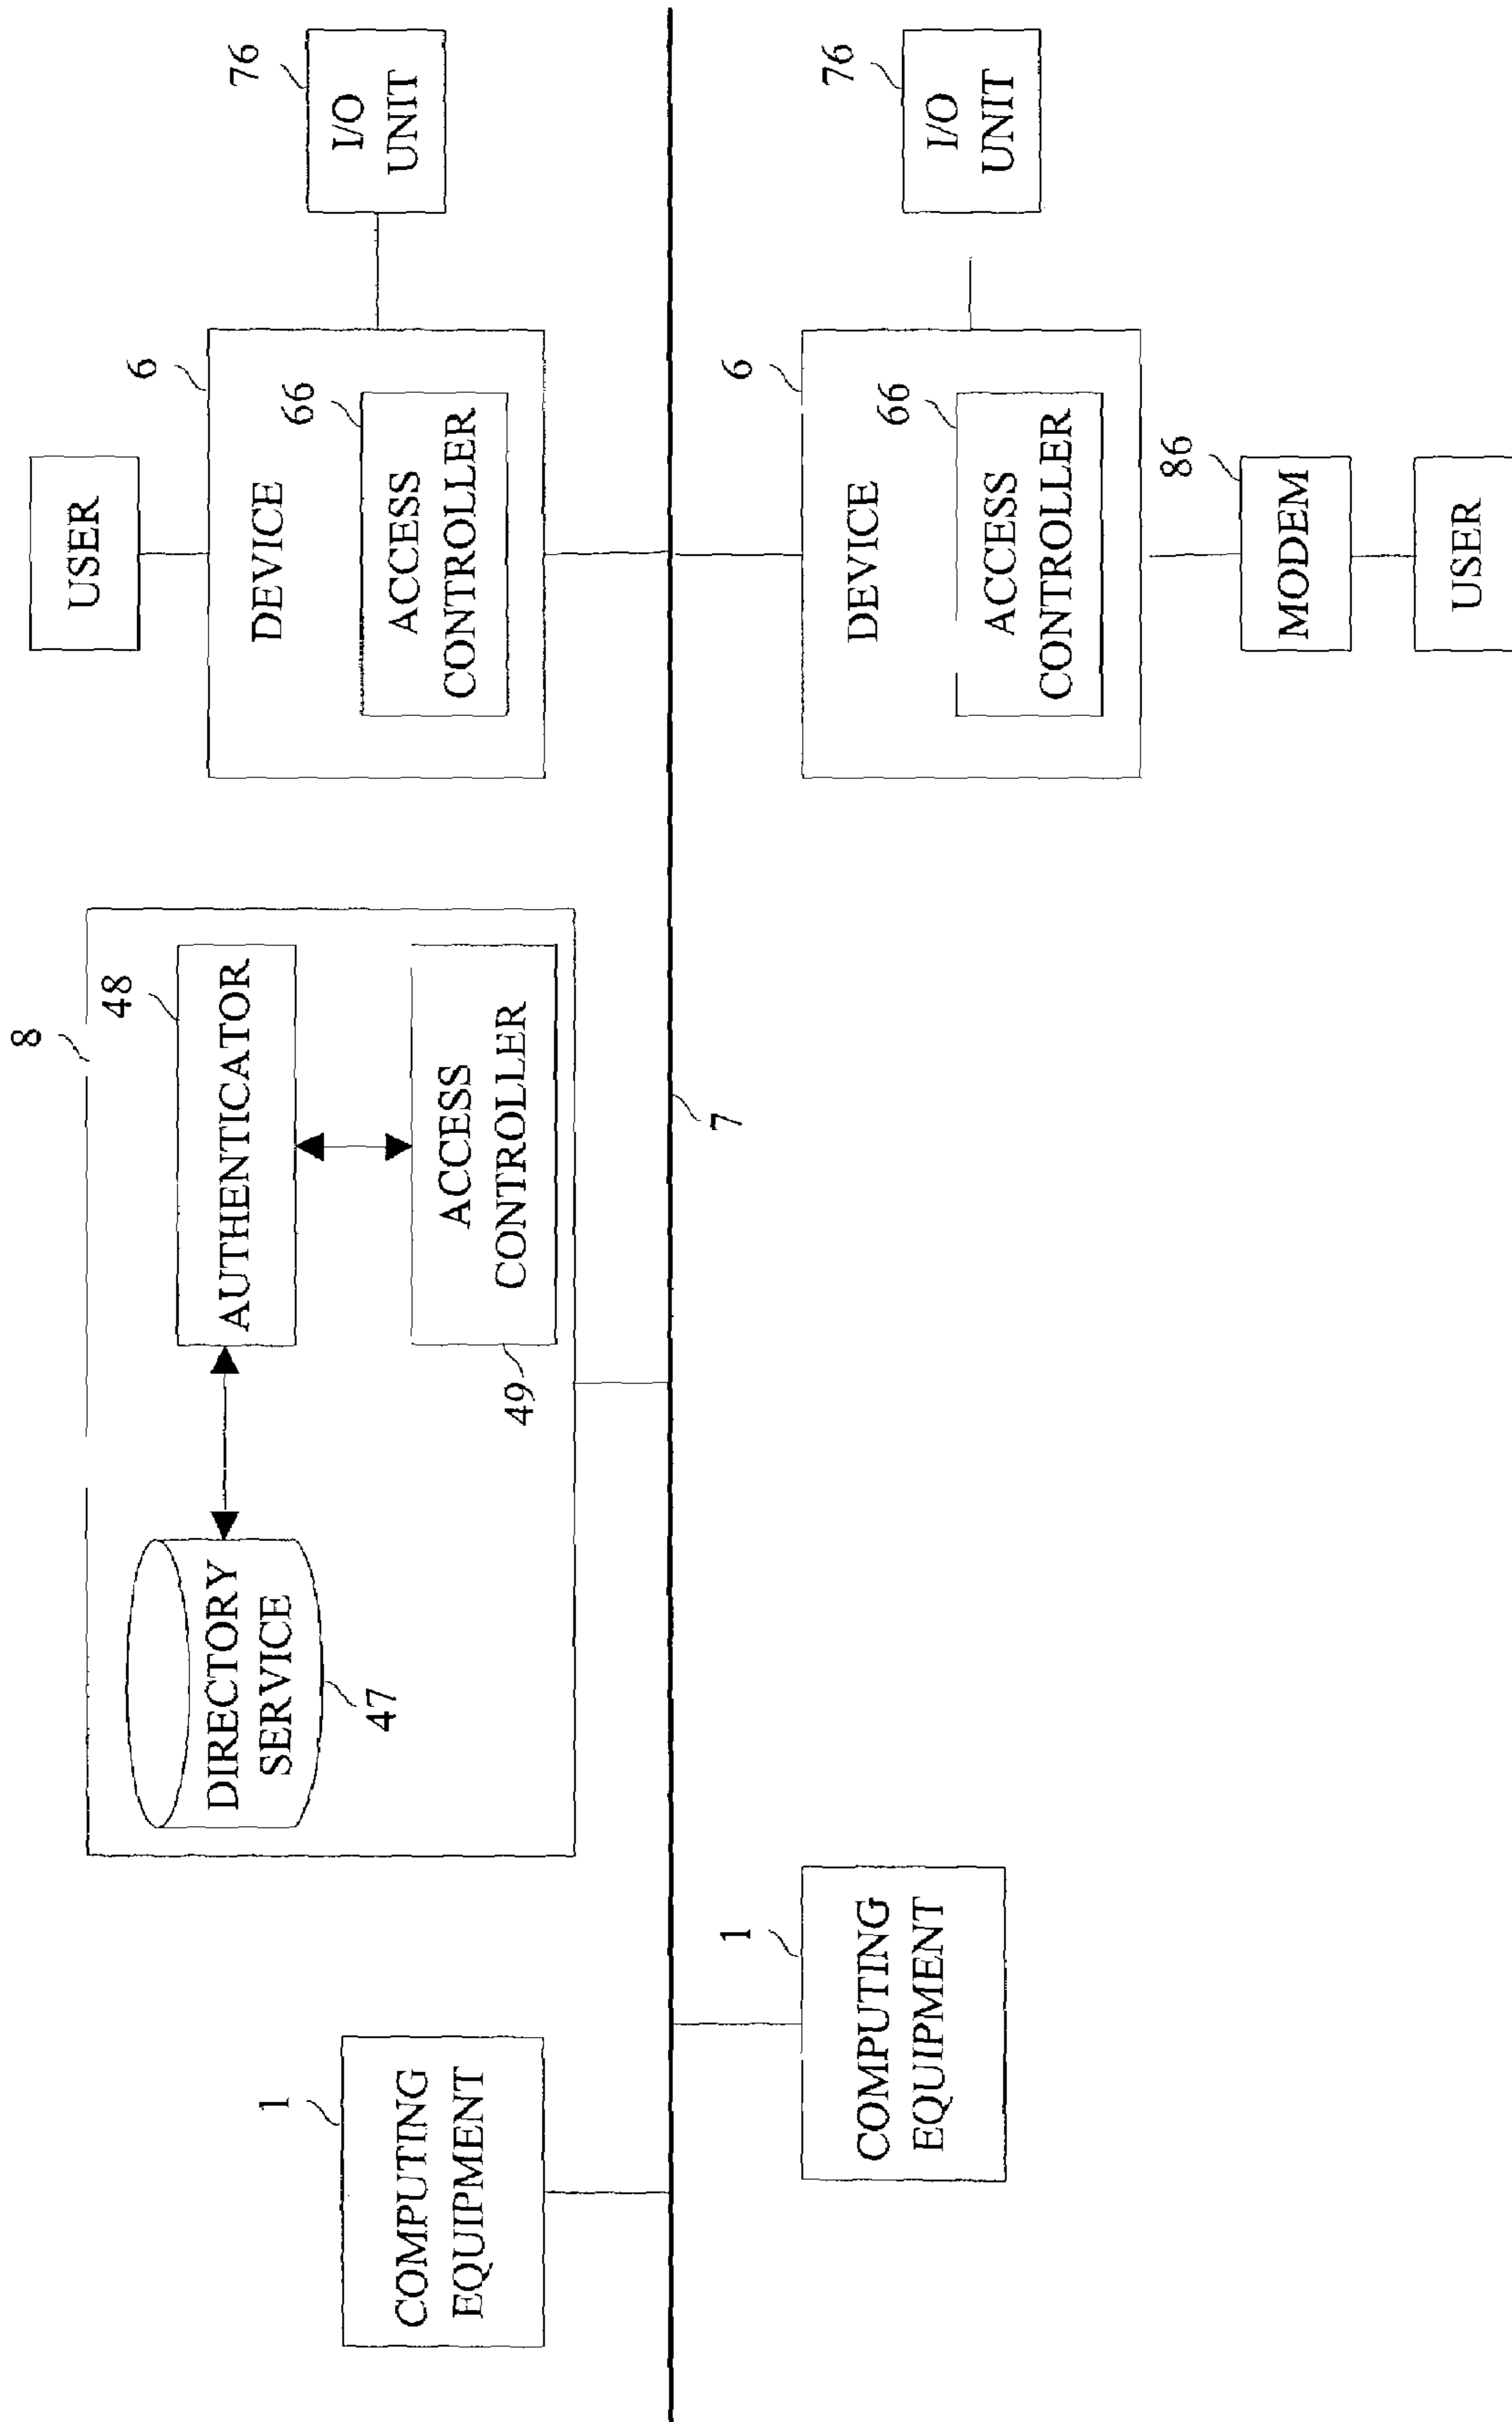 USER
6
DEVICE
66
ACCESS
CONTROLLER
76
I/O
UNIT
8
48
AUTHENTICATOR
ACCESS
CONTROLLER
49
DIRECTORY
SERVICE
47
1
COMPUTING
EQUIPMENT
7
1
COMPUTING
EQUIPMENT
6
DEVICE
66
ACCESS
CONTROLLER
76
I/O
UNIT
86
MODEM
USER